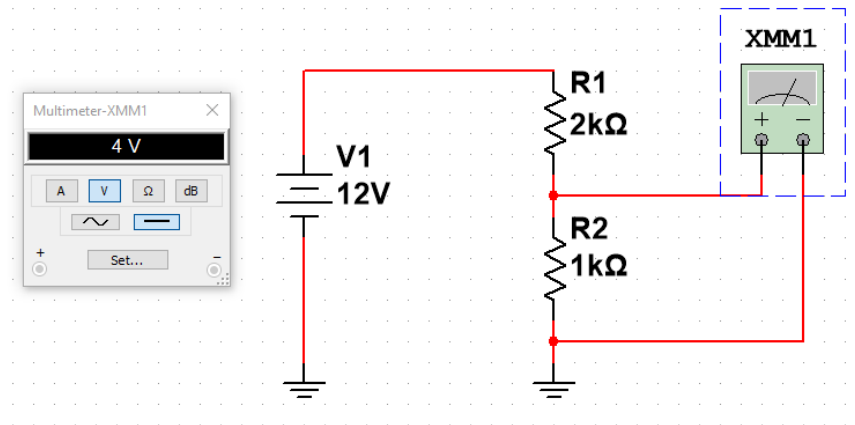 XMM1
Multimeter-XMM1
4 V
A V Ω dB
+ Set... −
V1
12V
R1
2kΩ
R2
1kΩ
+ −